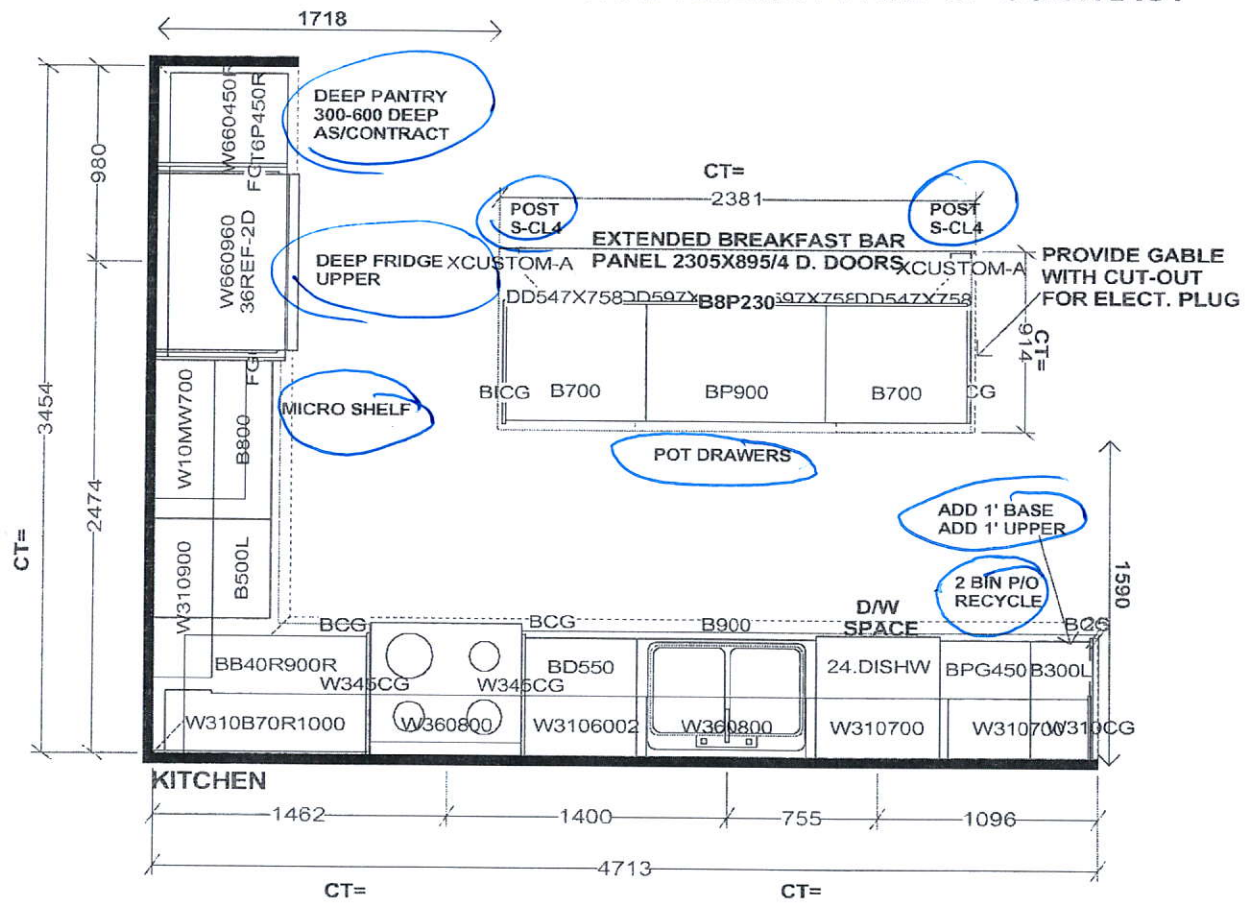 1718
DEEP PANTRY
300-600 DEEP
AS/CONTRACT
W660450R
FGT6P450R
980
3454
CT=
2381
POST
S-CL4
POST
S-CL4
EXTENDED BREAKFAST BAR
PANEL 2305X895/4 D. DOORS
XCUSTOM-A
XCUSTOM-A
PROVIDE GABLE
WITH CUT-OUT
FOR ELECT. PLUG
W660960
36REF-2D
DEEP FRIDGE
UPPER
DD547X758
B8P230
DD547X758
CT=
914
B700
BP900
B700
W10MW700
B800
MICRO SHELF
POT DRAWERS
2474
CT=
ADD 1' BASE
ADD 1' UPPER
1590
W310900
B500L
2 BIN P/O
RECYCLE
D/W
SPACE
BCG
BCG
B900
BB40R900R
BD550
24.DISHW
BPG450
B300L
W345CG
W345CG
W310B70R1000
W360800
W3106002
W360800
W310700
W310700
W310CG
KITCHEN
1462
1400
755
1096
4713
CT=
CT=